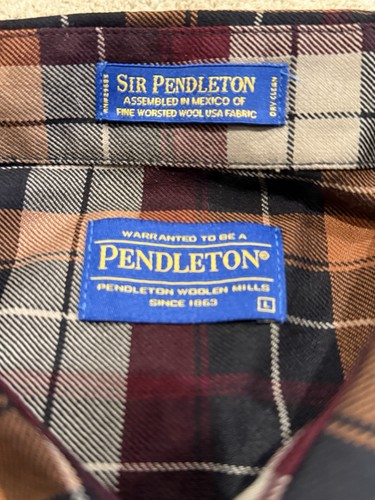 SIR PENDLETON
ASSEMBLED IN MEXICO OF
FINE WORSTED WOOL USA FABRIC
DRY CLEAN
WARRANTED TO BE A
PENDLETON®
PENDLETON WOOLEN MILLS
SINCE 1863
L